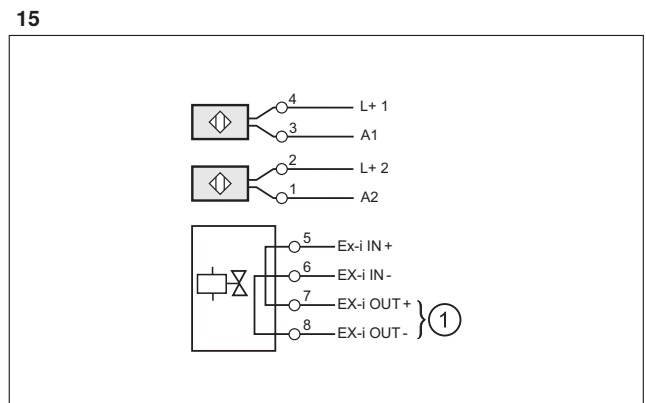 15
4 L+ 1
3 A1
2 L+ 2
1 A2
5 Ex-i IN +
6 EX-i IN -
7 EX-i OUT +
8 EX-i OUT -
1